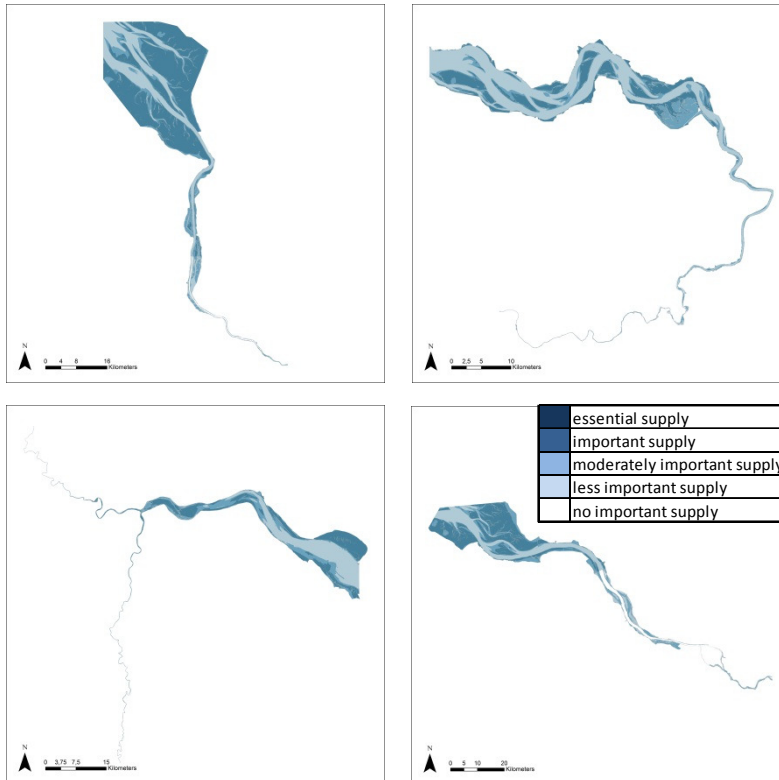 N
0 4 8 16
Kilometers
N
0 2,5 5 10
Kilometers
essential supply
important supply
moderately important supply
less important supply
no important supply
N
0 3,75 7,5 15
Kilometers
N
0 5 10 20
Kilometers